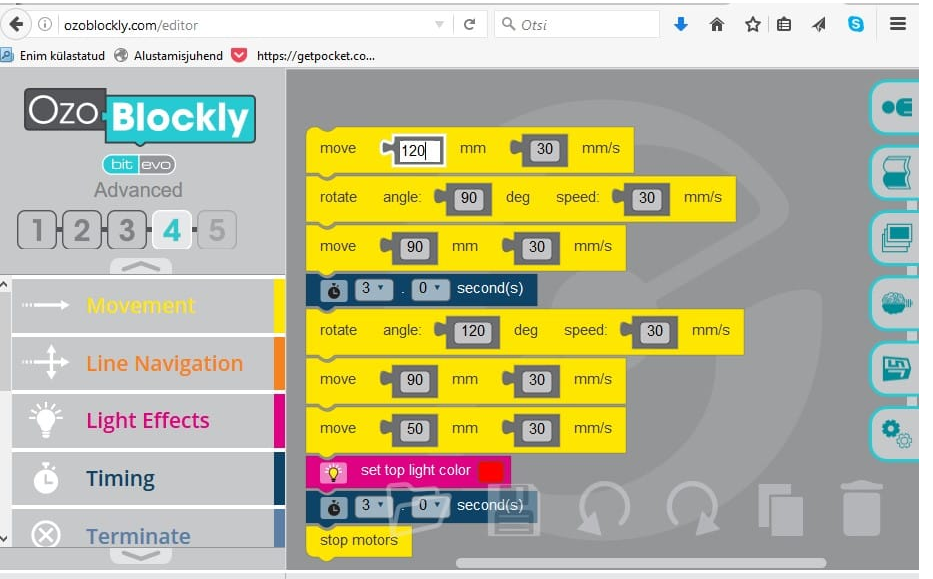 ozoblockly.com/editor
Otsi
Enim külastatud Alustamisjuhend https://getpocket.co...
Ozo Blockly
bit evo
Advanced
1 2 3 4 5
Movement
Line Navigation
Light Effects
Timing
Terminate
move 120 mm 30 mm/s
rotate angle: 90 deg speed: 30 mm/s
move 90 mm 30 mm/s
3 . 0 second(s)
rotate angle: 120 deg speed: 30 mm/s
move 90 mm 30 mm/s
move 50 mm 30 mm/s
set top light color
3 . 0 second(s)
stop motors